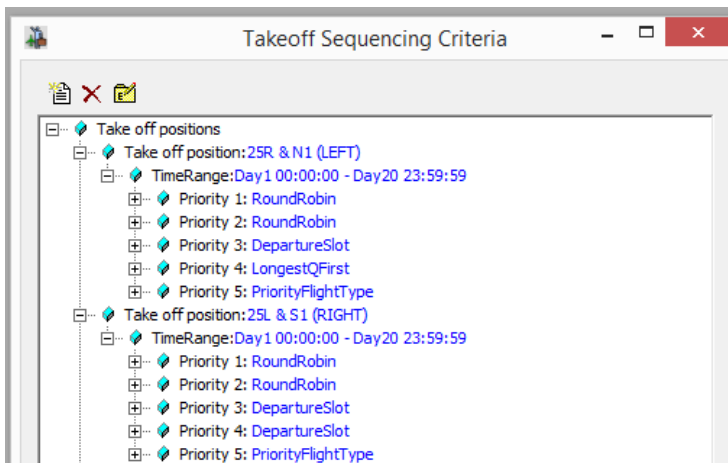 Takeoff Sequencing Criteria
Take off positions
Take off position:25R & N1 (LEFT)
TimeRange:Day1 00:00:00 - Day20 23:59:59
Priority 1: RoundRobin
Priority 2: RoundRobin
Priority 3: DepartureSlot
Priority 4: LongestQFirst
Priority 5: PriorityFlightType
Take off position:25L & S1 (RIGHT)
TimeRange:Day1 00:00:00 - Day20 23:59:59
Priority 1: RoundRobin
Priority 2: RoundRobin
Priority 3: DepartureSlot
Priority 4: DepartureSlot
Priority 5: PriorityFlightType